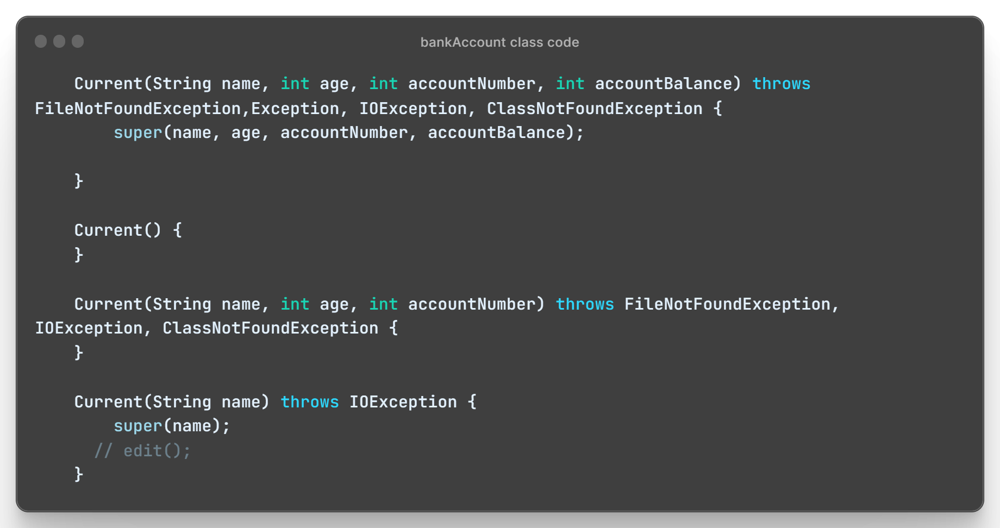 bankAccount class code
    Current(String name, int age, int accountNumber, int accountBalance) throws
FileNotFoundException,Exception, IOException, ClassNotFoundException {
        super(name, age, accountNumber, accountBalance);

    }

    Current() {
    }

    Current(String name, int age, int accountNumber) throws FileNotFoundException,
IOException, ClassNotFoundException {
    }

    Current(String name) throws IOException {
        super(name);
      // edit();
    }